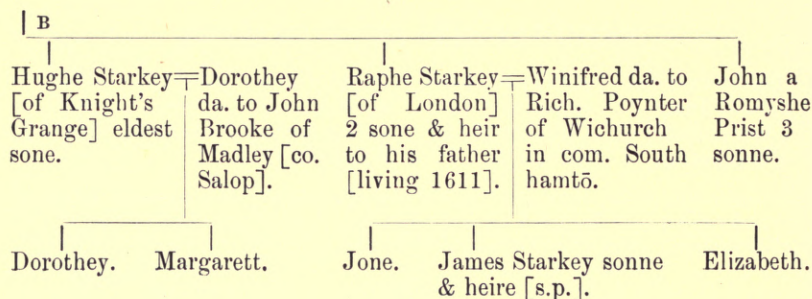 B
Hughe Starkey
[of Knight's
Grange] eldest
sone.
Dorothey
da. to John
Brooke of
Madley [co.
Salop].
Raphe Starkey
[of London]
2 sone & heir
to his father
[living 1611].
Winifred da. to
Rich. Poynter
of Wichurch
in com. South
hamtō.
John a
Romyshe
Prist 3
sonne.
Dorothey.
Margarett.
Jone.
James Starkey sonne
& heire [s.p.].
Elizabeth.